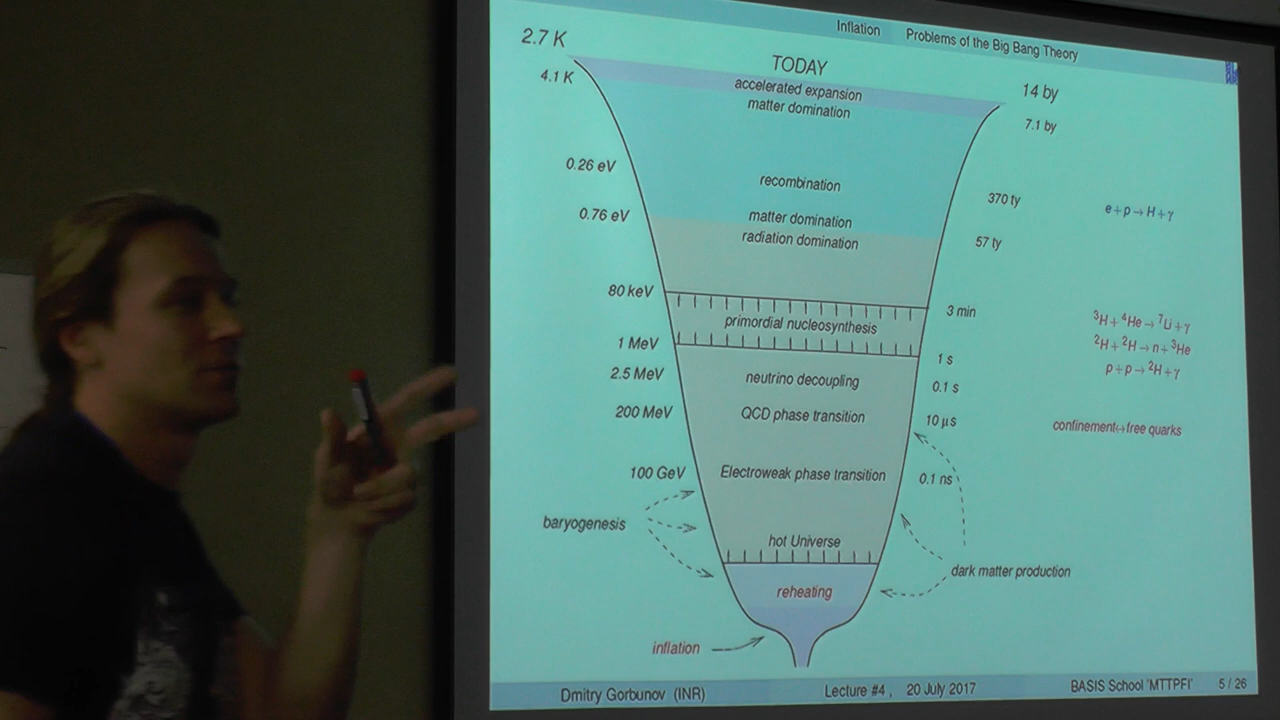 Inflation Problems of the Big Bang Theory
2.7 K
TODAY
14 by
4.1 K
accelerated expansion
matter domination
7.1 by
0.26 eV
recombination
370 ty
e+p→H+γ
0.76 eV
matter domination
radiation domination
57 ty
80 keV
3 min
primordial nucleosynthesis
³H+⁴He→⁷Li+γ
1 MeV
1 s
²H+²H→n+³He
2.5 MeV
neutrino decoupling
0.1 s
p+p→²H+γ
200 MeV
QCD phase transition
10 μs
confinement↔free quarks
100 GeV
Electroweak phase transition
0.1 ns
baryogenesis
hot Universe
dark matter production
reheating
inflation
Dmitry Gorbunov (INR) Lecture #4 , 20 July 2017 BASIS School 'MTTPFI' 5 / 26